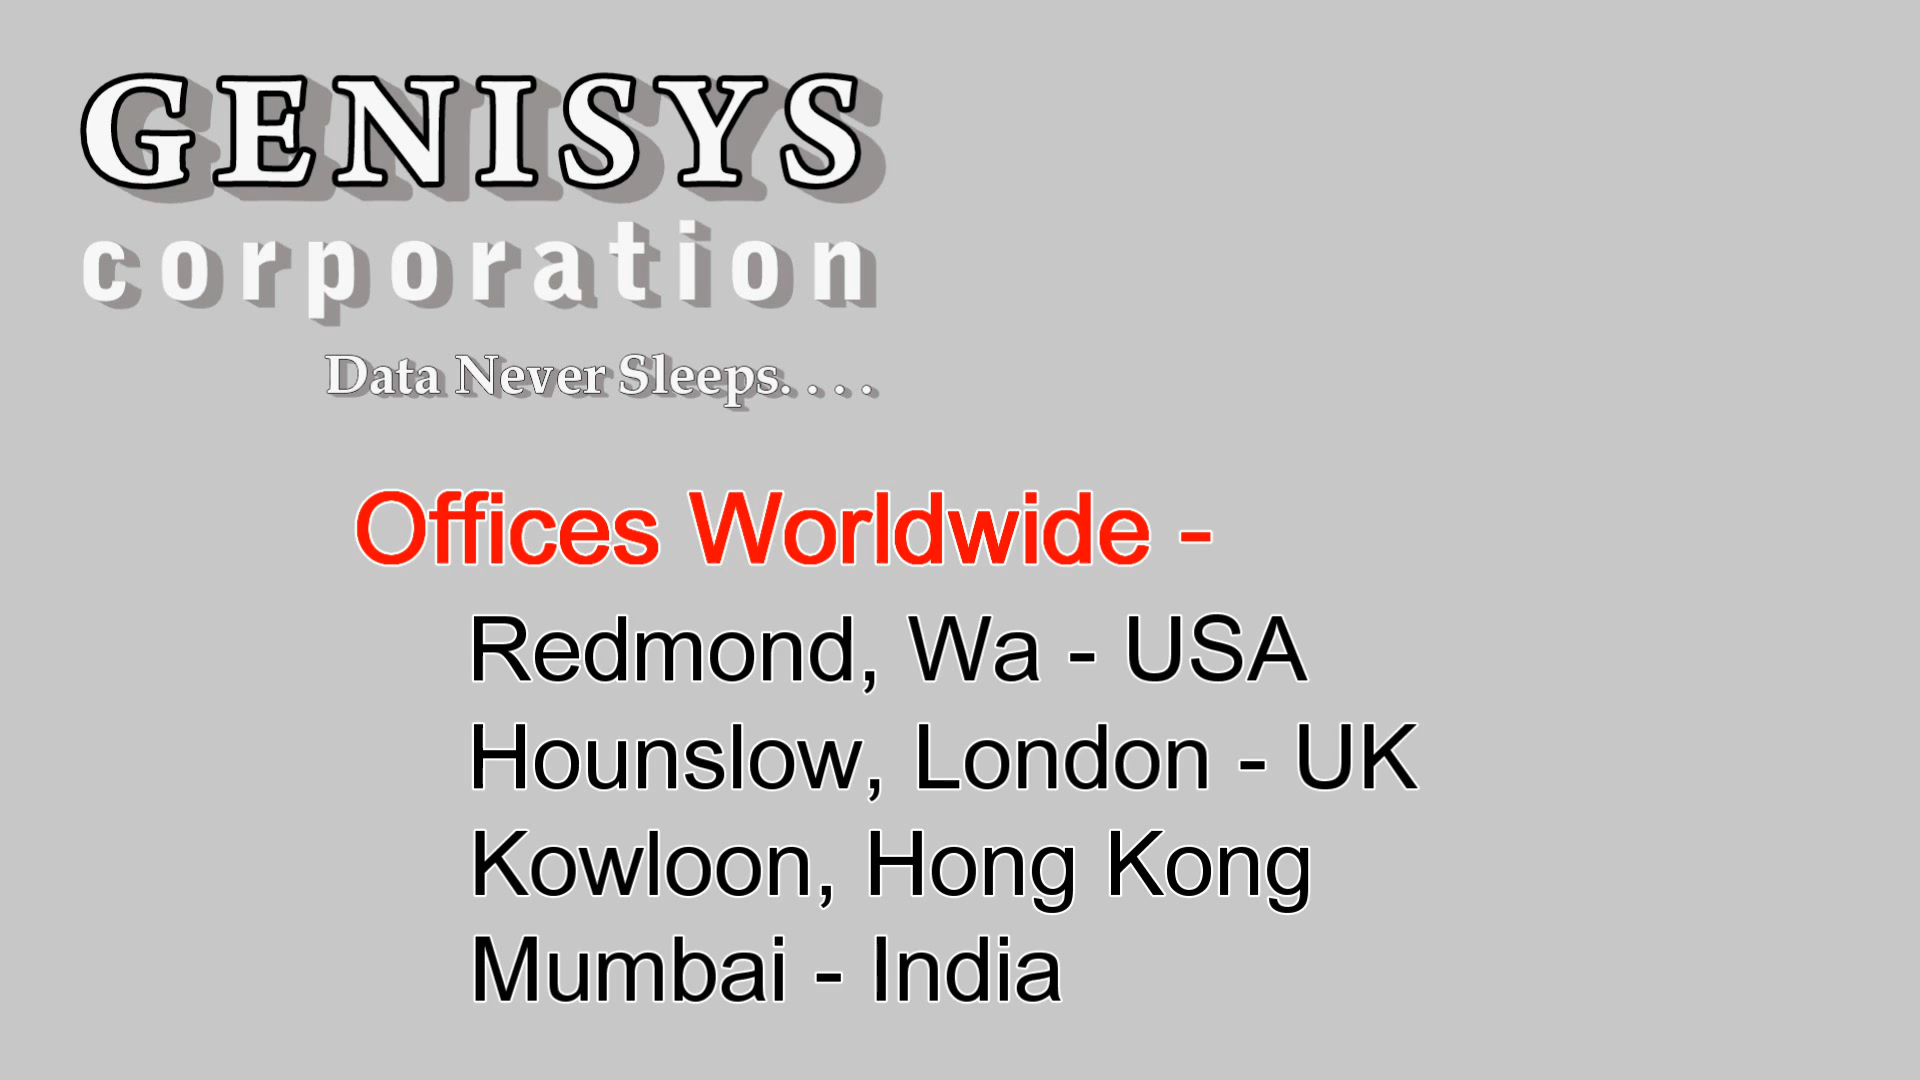 GENISYS
corporation
Data Never Sleeps. . . .
Offices Worldwide -
Redmond, Wa - USA
Hounslow, London - UK
Kowloon, Hong Kong
Mumbai - India